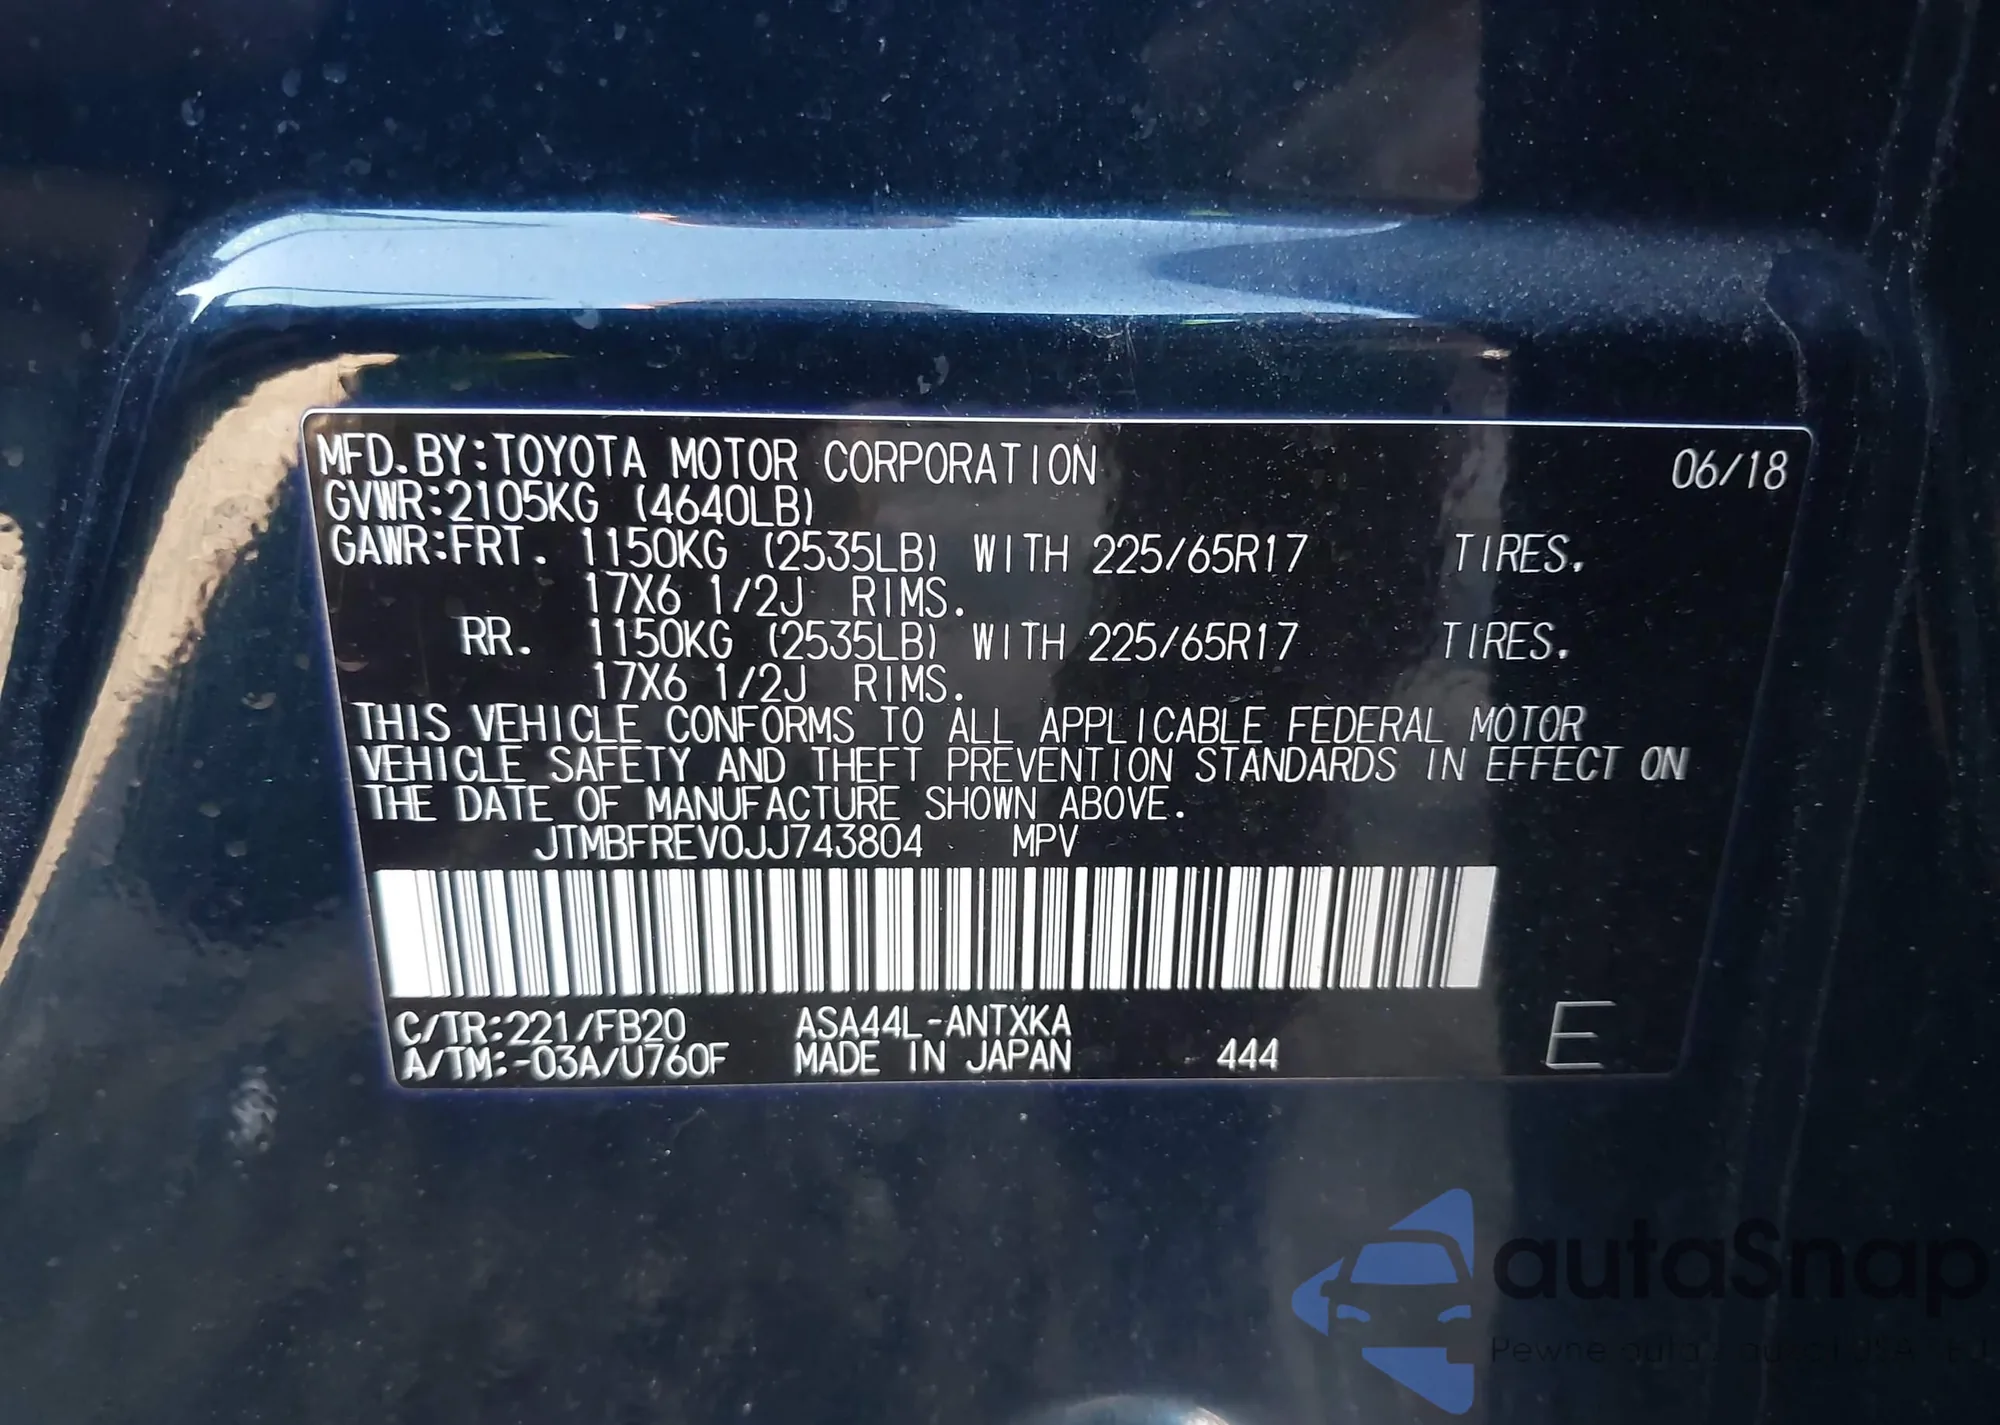 MFD.BY:TOYOTA MOTOR CORPORATION 06/18
GVWR:2105KG (4640LB)
GAWR:FRT. 1150KG (2535LB) WITH 225/65R17 TIRES.
17X6 1/2J RIMS.
RR. 1150KG (2535LB) WITH 225/65R17 TIRES.
17X6 1/2J RIMS.
THIS VEHICLE CONFORMS TO ALL APPLICABLE FEDERAL MOTOR
VEHICLE SAFETY AND THEFT PREVENTION STANDARDS IN EFFECT ON
THE DATE OF MANUFACTURE SHOWN ABOVE.
JTMBFREV0JJ743804 MPV
C/TR:221/FB20 ASA44L-ANTXKA
A/TM:-03A/U760F MADE IN JAPAN 444 E
autaSnap
Pewne auta